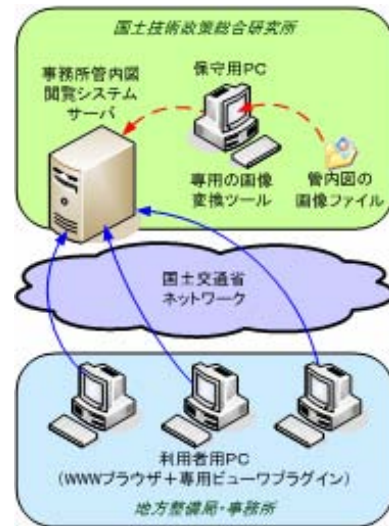 国土技術政策総合研究所
事務所管内図
閲覧システム
サーバ
保守用PC
専用の画像
変換ツール
管内図の
画像ファイル
国土交通省
ネットワーク
利用者用PC
(WWWブラウザ+専用ビューワプラグイン)
地方整備局・事務所